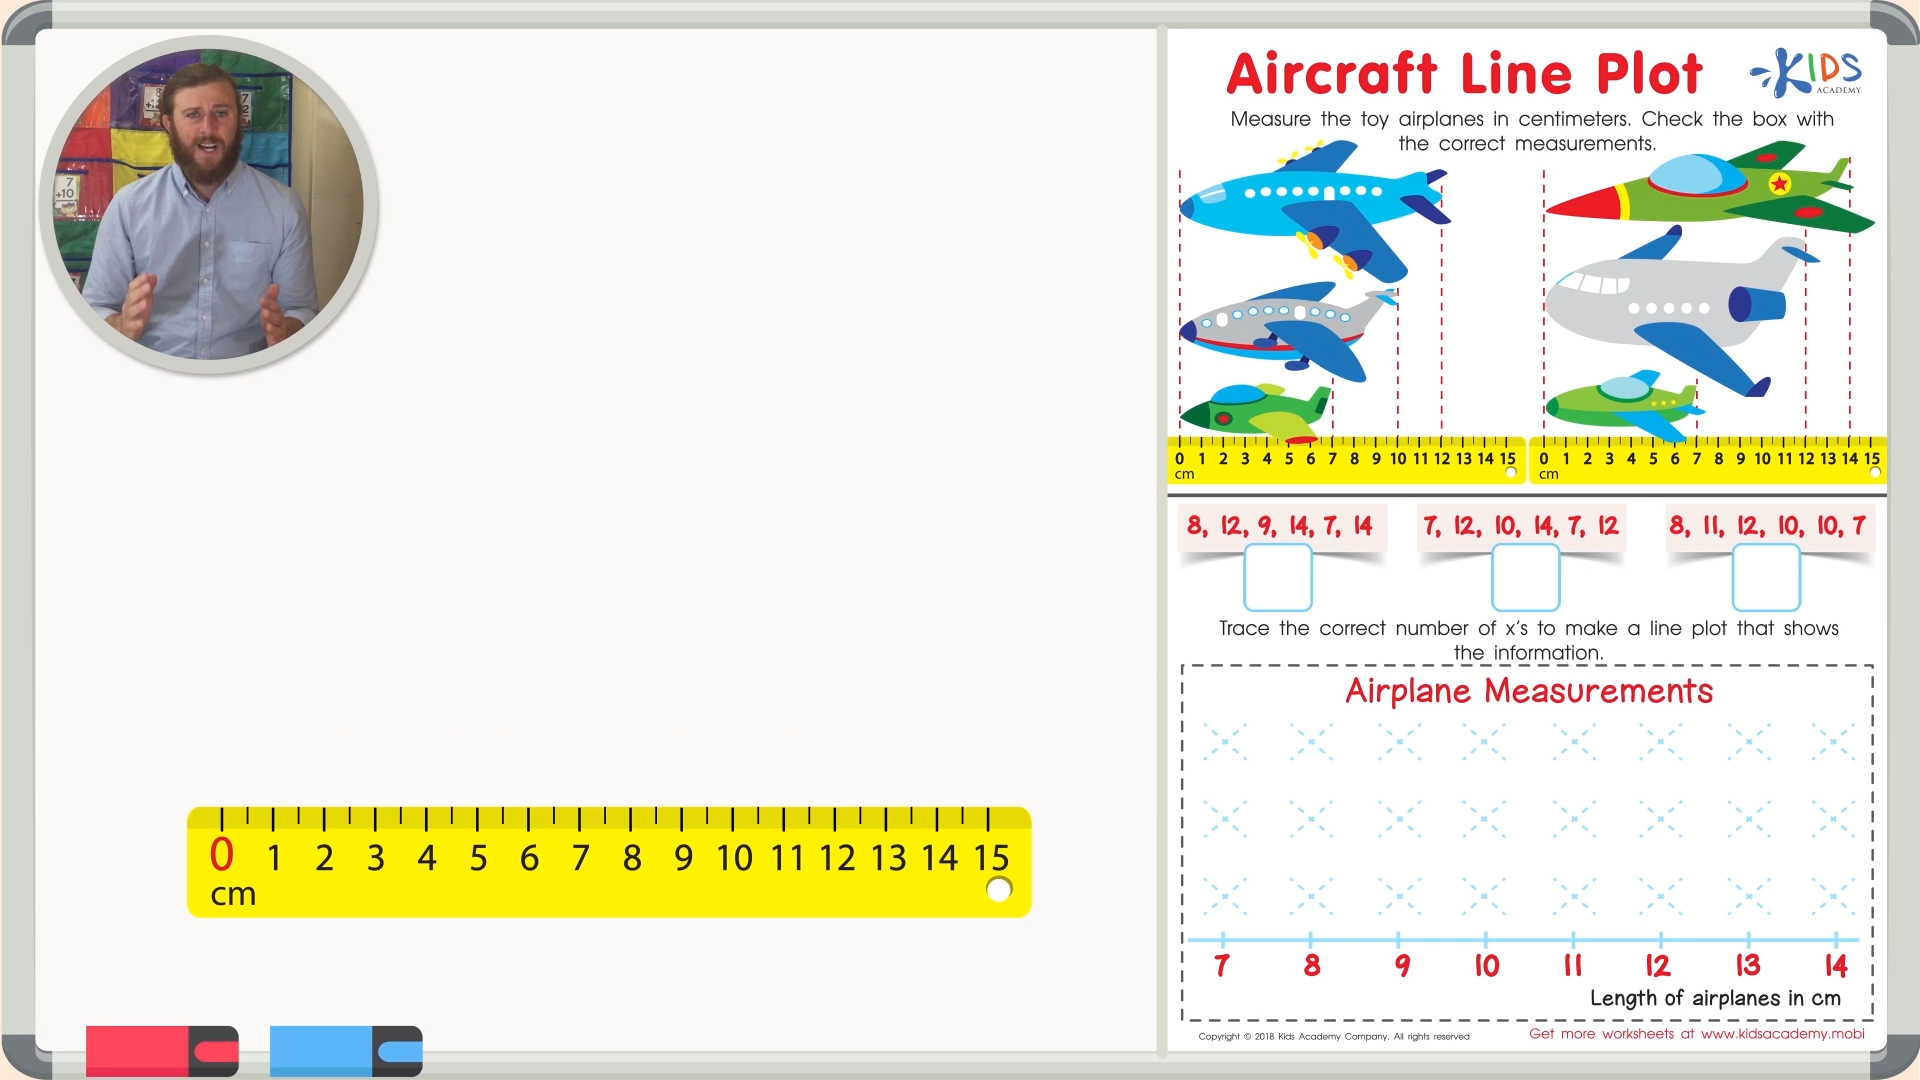 7
+10
Aircraft Line Plot
KIDS
ACADEMY
Measure the toy airplanes in centimeters. Check the box with
the correct measurements.
0 1 2 3 4 5 6 7 8 9 10 11 12 13 14 15
cm
0 1 2 3 4 5 6 7 8 9 10 11 12 13 14 15
cm
8, 12, 9, 14, 7, 14
7, 12, 10, 14, 7, 12
8, 11, 12, 10, 10, 7
Trace the correct number of x's to make a line plot that shows
the information.
Airplane Measurements
7 8 9 10 11 12 13 14
Length of airplanes in cm
Copyright © 2018 Kids Academy Company. All rights reserved
Get more worksheets at www.kidsacademy.mobi
0 1 2 3 4 5 6 7 8 9 10 11 12 13 14 15
cm